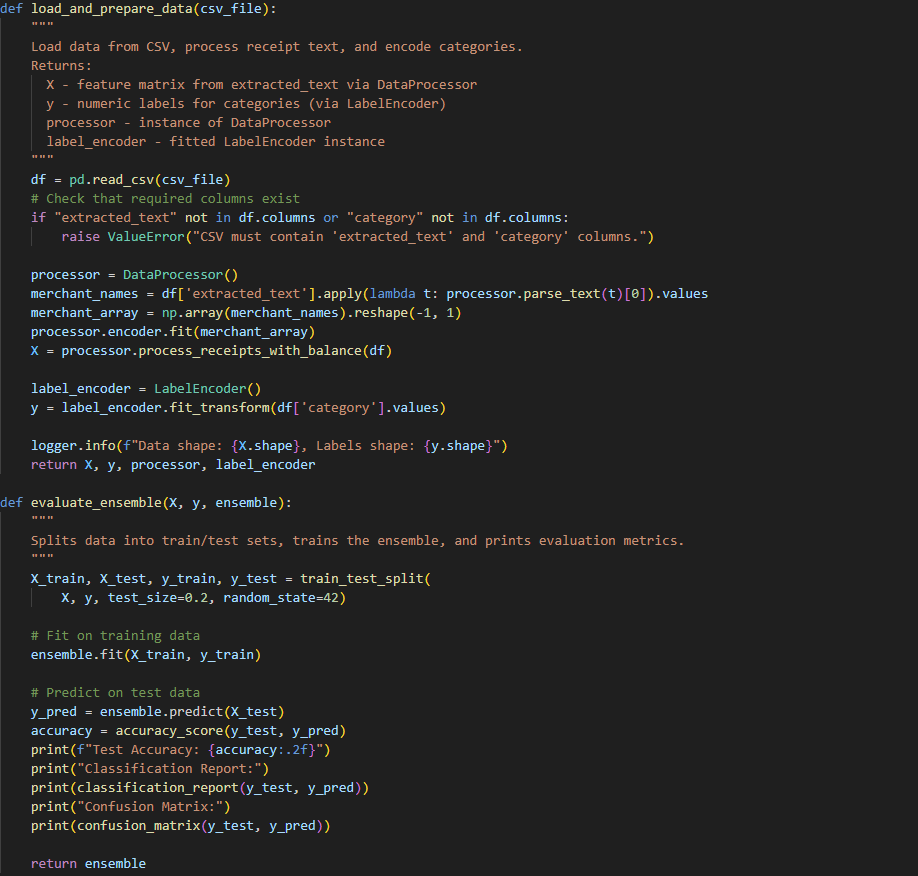 def load_and_prepare_data(csv_file):
    """
    Load data from CSV, process receipt text, and encode categories.
    Returns:
      X - feature matrix from extracted_text via DataProcessor
      y - numeric labels for categories (via LabelEncoder)
      processor - instance of DataProcessor
      label_encoder - fitted LabelEncoder instance
    """
    df = pd.read_csv(csv_file)
    # Check that required columns exist
    if "extracted_text" not in df.columns or "category" not in df.columns:
        raise ValueError("CSV must contain 'extracted_text' and 'category' columns.")

    processor = DataProcessor()
    merchant_names = df['extracted_text'].apply(lambda t: processor.parse_text(t)[0]).values
    merchant_array = np.array(merchant_names).reshape(-1, 1)
    processor.encoder.fit(merchant_array)
    X = processor.process_receipts_with_balance(df)

    label_encoder = LabelEncoder()
    y = label_encoder.fit_transform(df['category'].values)

    logger.info(f"Data shape: {X.shape}, Labels shape: {y.shape}")
    return X, y, processor, label_encoder

def evaluate_ensemble(X, y, ensemble):
    """
    Splits data into train/test sets, trains the ensemble, and prints evaluation metrics.
    """
    X_train, X_test, y_train, y_test = train_test_split(
        X, y, test_size=0.2, random_state=42)

    # Fit on training data
    ensemble.fit(X_train, y_train)

    # Predict on test data
    y_pred = ensemble.predict(X_test)
    accuracy = accuracy_score(y_test, y_pred)
    print(f"Test Accuracy: {accuracy:.2f}")
    print("Classification Report:")
    print(classification_report(y_test, y_pred))
    print("Confusion Matrix:")
    print(confusion_matrix(y_test, y_pred))

    return ensemble